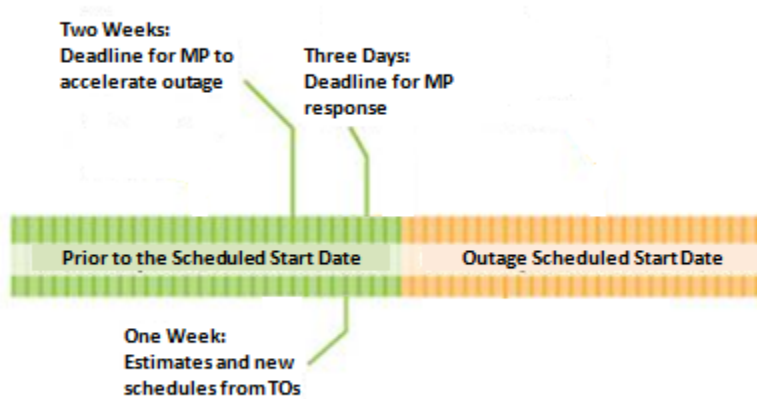 Two Weeks:
Deadline for MP to
accelerate outage
Three Days:
Deadline for MP
response
Prior to the Scheduled Start Date
Outage Scheduled Start Date
One Week:
Estimates and new
schedules from TOs